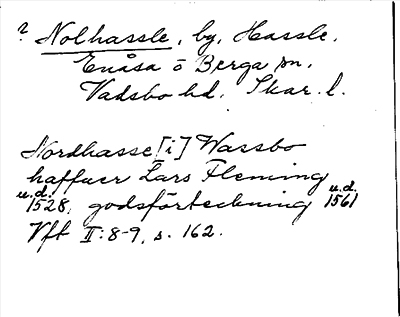 ? Nolhassle, by, Hassle,
Enåsa o Berga sn.
Vadsbo hd. Skar. l.
Nordhasse [i] Wassbo
haffuer Lars Fleming
u.d. 1528, godsförteckning u.d. 1561
Vft II:8-9, s. 162.